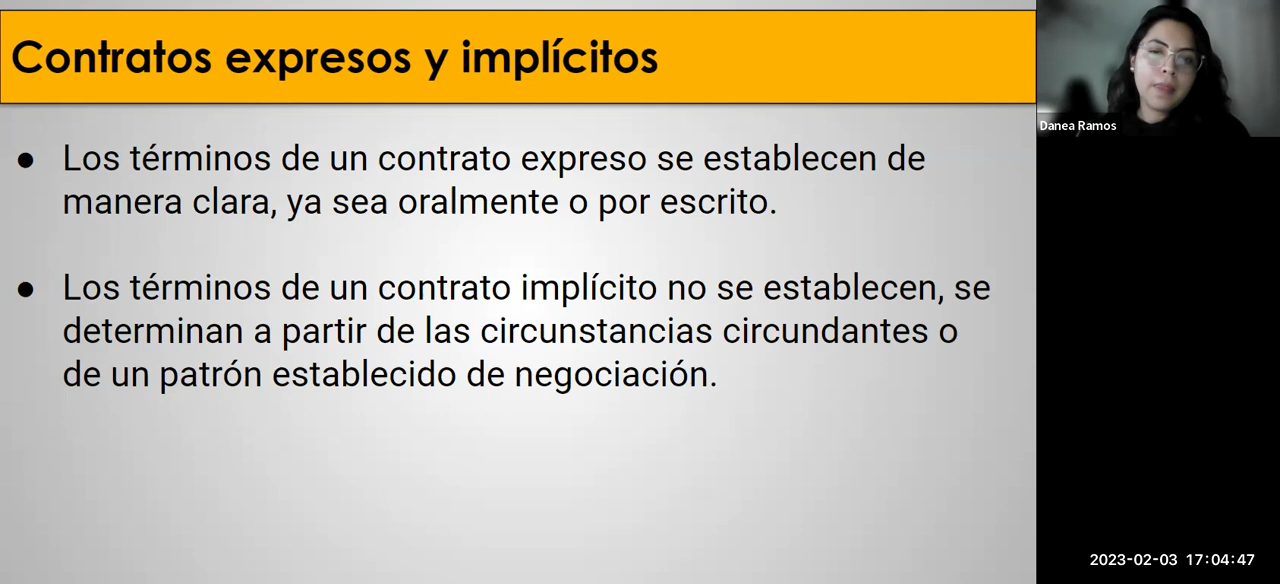 Contratos expresos y implícitos
● Los términos de un contrato expreso se establecen de
manera clara, ya sea oralmente o por escrito.
● Los términos de un contrato implícito no se establecen, se
determinan a partir de las circunstancias circundantes o
de un patrón establecido de negociación.
Danea Ramos
2023-02-03 17:04:47